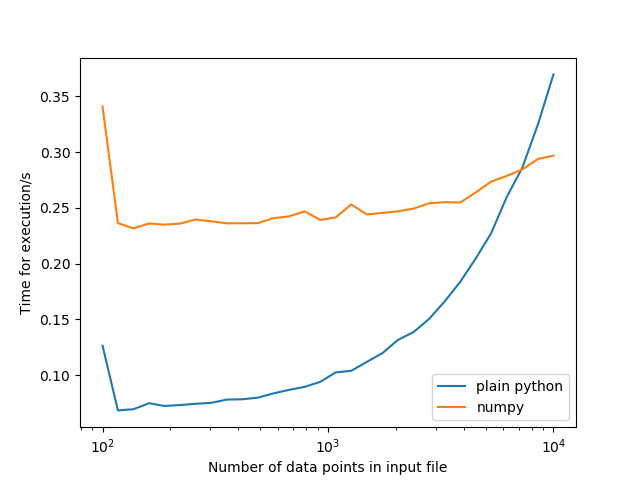 0.35
0.30
0.25
0.20
0.15
0.10
Time for execution/s
plain python
numpy
10² 10³ 10⁴
Number of data points in input file